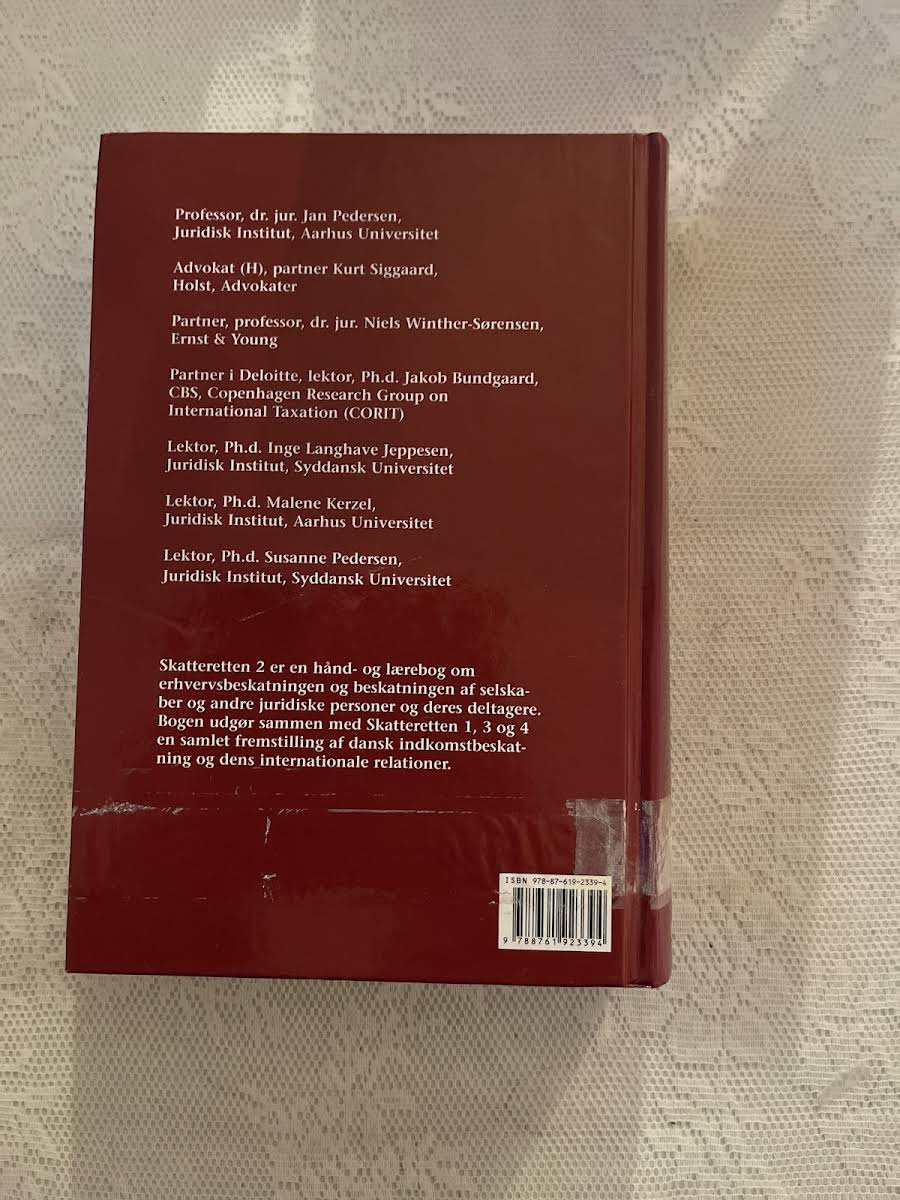 Professor, dr. jur. Jan Pedersen,
Juridisk Institut, Aarhus Universitet
Advokat (H), partner Kurt Siggaard,
Holst, Advokater
Partner, professor, dr. jur. Niels Winther-Sørensen,
Ernst & Young
Partner i Deloitte, lektor, Ph.d. Jakob Bundgaard,
CBS, Copenhagen Research Group on
International Taxation (CORIT)
Lektor, Ph.d. Inge Langhave Jeppesen,
Juridisk Institut, Syddansk Universitet
Lektor, Ph.d. Malene Kerzel,
Juridisk Institut, Aarhus Universitet
Lektor, Ph.d. Susanne Pedersen,
Juridisk Institut, Syddansk Universitet
Skatteretten 2 er en hånd- og lærebog om
erhvervsbeskatningen og beskatningen af selska-
ber og andre juridiske personer og deres deltagere.
Bogen udgør sammen med Skatteretten 1, 3 og 4
en samlet fremstilling af dansk indkomstbeskat-
ning og dens internationale relationer.
ISBN 978-87-619-2339-4
9 788761 923394